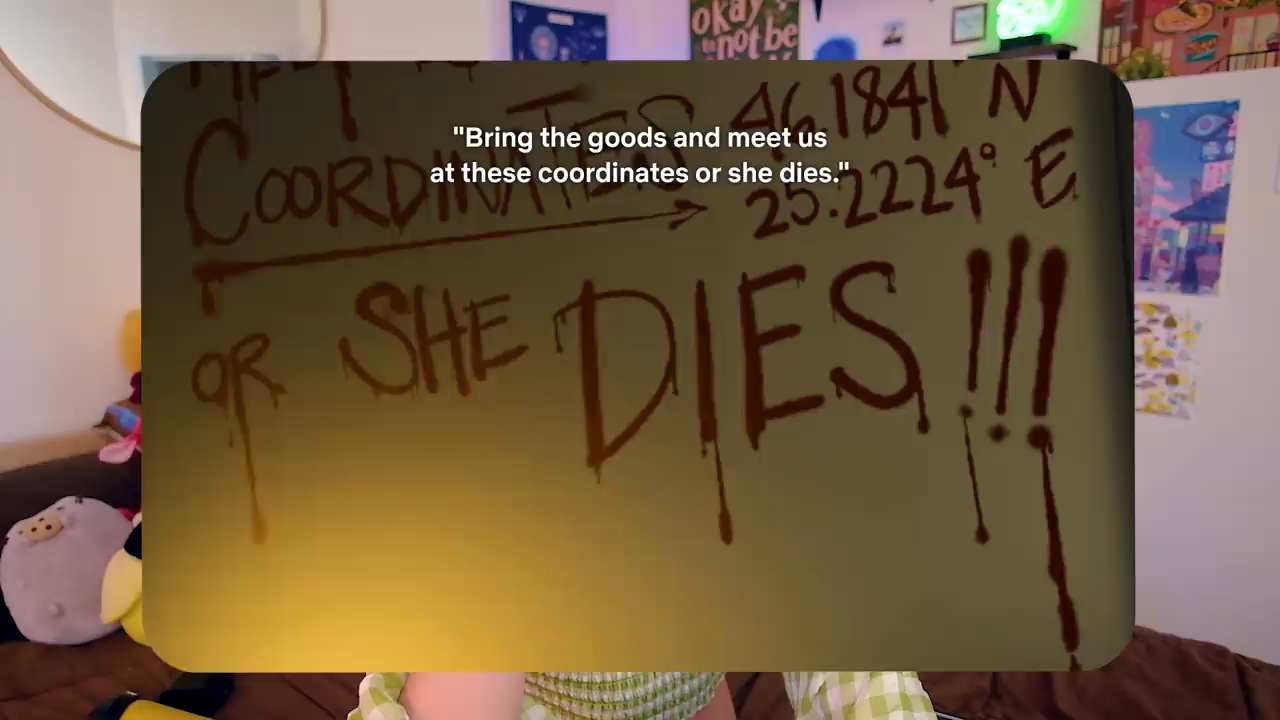 okay
to not be
"Bring the goods and meet us
at these coordinates or she dies."
COORDINATES 46.1841° N
25.2224° E
OR SHE DIES!!!